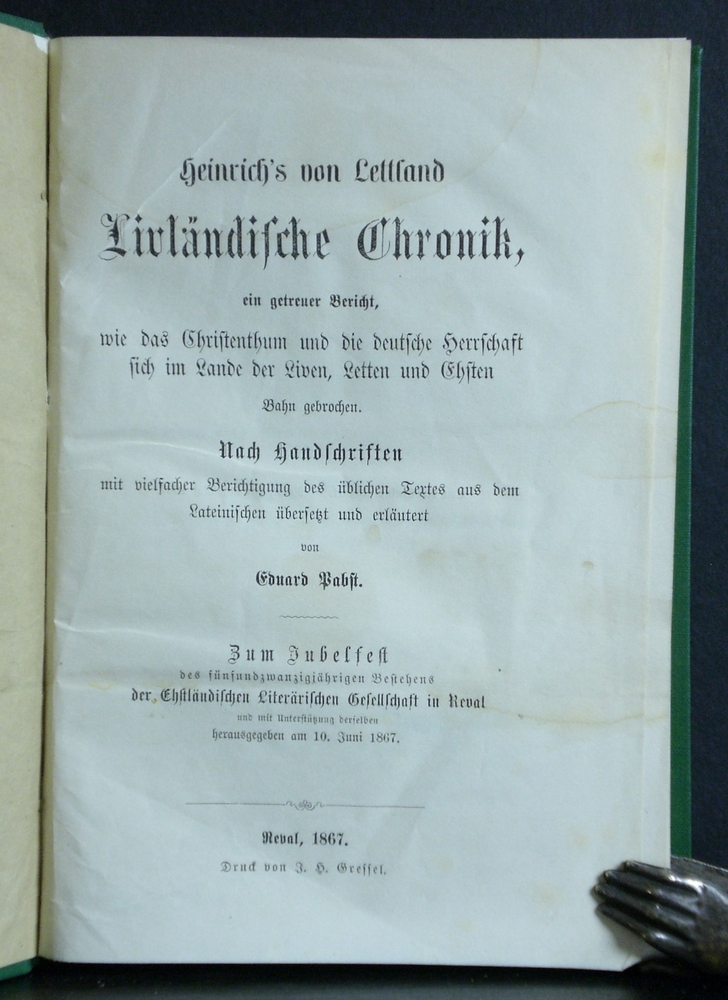 Heinrich's von Lettland
Livländische Chronik,
ein getreuer Bericht,
wie das Christenthum und die deutsche Herrschaft
sich im Lande der Liven, Letten und Ehsten
Bahn gebrochen.
Nach Handschriften
mit vielfacher Berichtigung des üblichen Textes aus dem
Lateinischen übersetzt und erläutert
von
Eduard Pabst.
Zum Jubelfest
des fünfundzwanzigjährigen Bestehens
der Ehstländischen Literärischen Gesellschaft in Reval
und mit Unterstützung derselben
herausgegeben am 10. Juni 1867.
Reval, 1867.
Druck von J. H. Gressel.